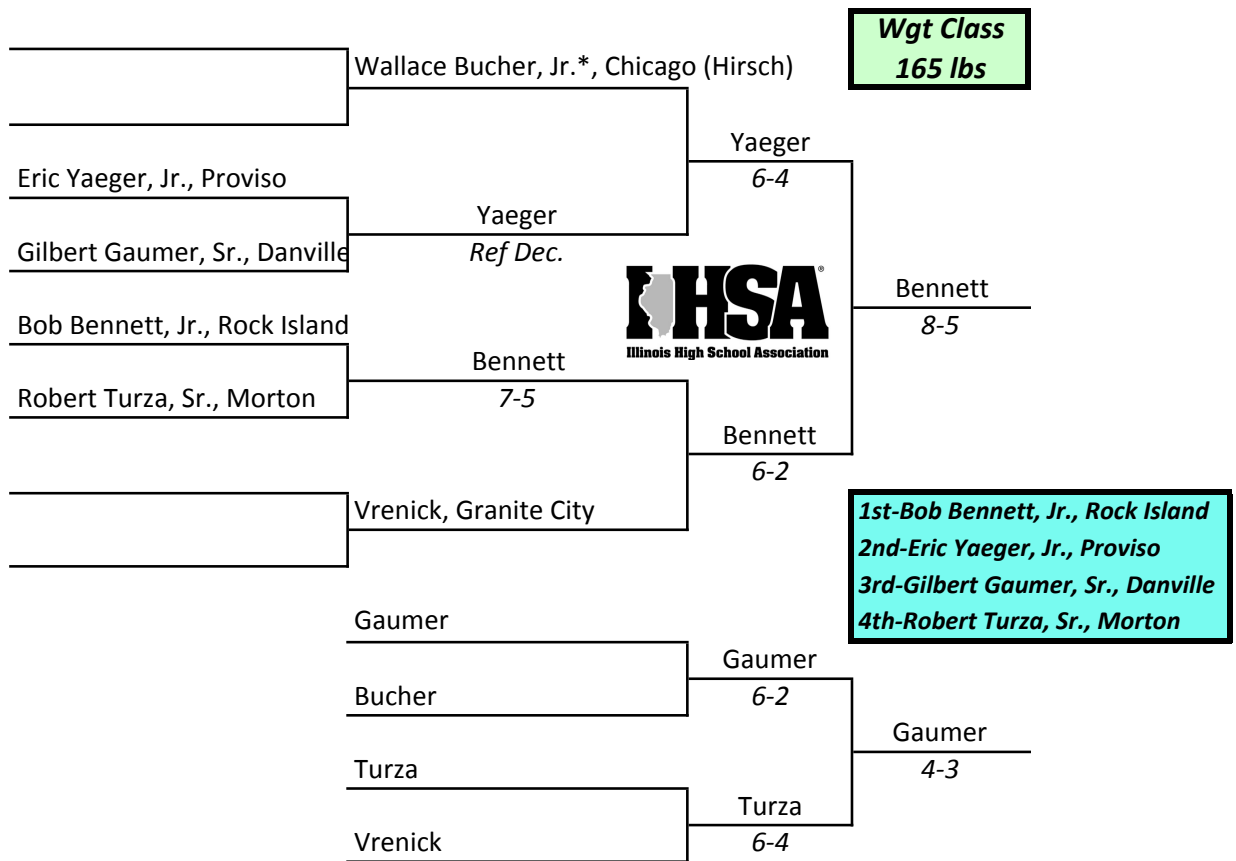 Wgt Class
165 lbs
Wallace Bucher, Jr.*, Chicago (Hirsch)
Yaeger
6-4
Eric Yaeger, Jr., Proviso
Yaeger
Ref Dec.
Gilbert Gaumer, Sr., Danville
IHSA®
Illinois High School Association
Bennett
8-5
Bob Bennett, Jr., Rock Island
Bennett
7-5
Robert Turza, Sr., Morton
Bennett
6-2
Vrenick, Granite City
1st-Bob Bennett, Jr., Rock Island
2nd-Eric Yaeger, Jr., Proviso
3rd-Gilbert Gaumer, Sr., Danville
4th-Robert Turza, Sr., Morton
Gaumer
Gaumer
6-2
Bucher
Gaumer
4-3
Turza
Turza
6-4
Vrenick